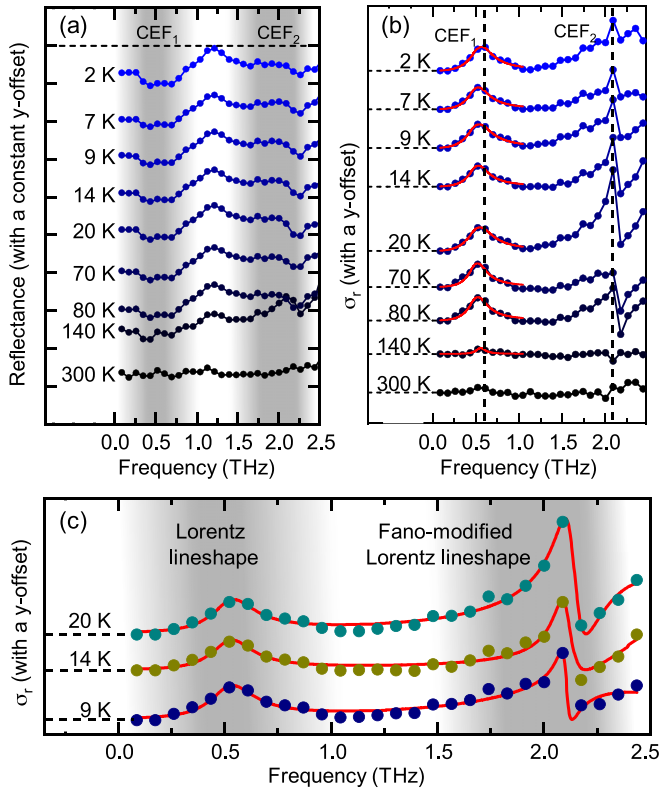 (a)
CEF₁
CEF₂
2 K
7 K
9 K
14 K
20 K
70 K
80 K
140 K
300 K
Reflectance (with a constant y-offset)
0.0 0.5 1.0 1.5 2.0 2.5
Frequency (THz)
(b)
CEF₁
CEF₂
2 K
7 K
9 K
14 K
20 K
70 K
80 K
140 K
300 K
σᵣ (with a y-offset)
0.0 0.5 1.0 1.5 2.0
Frequency (THz)
(c)
Lorentz
lineshape
Fano-modified
Lorentz lineshape
20 K
14 K
9 K
σᵣ (with a y-offset)
0.0 0.5 1.0 1.5 2.0 2.5
Frequency (THz)